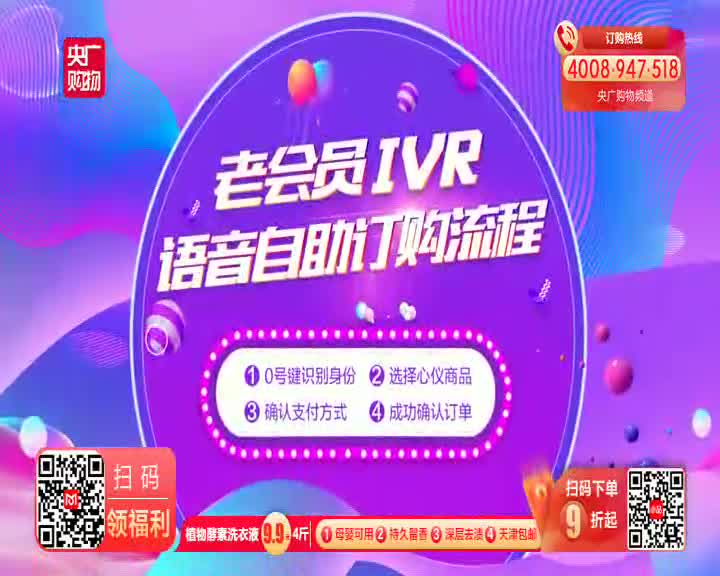 央广
购物
订购热线
4008·947·518
央广购物频道
老会员IVR
语音自助订购流程
1 0号键识别身份 2 选择心仪商品
3 确认支付方式 4 成功确认订单
扫码
领福利
扫码下单
9折起
植物酵素洗衣液 9.9元 4斤 1 母婴可用 2 持久留香 3 深层去渍 4 天津包邮